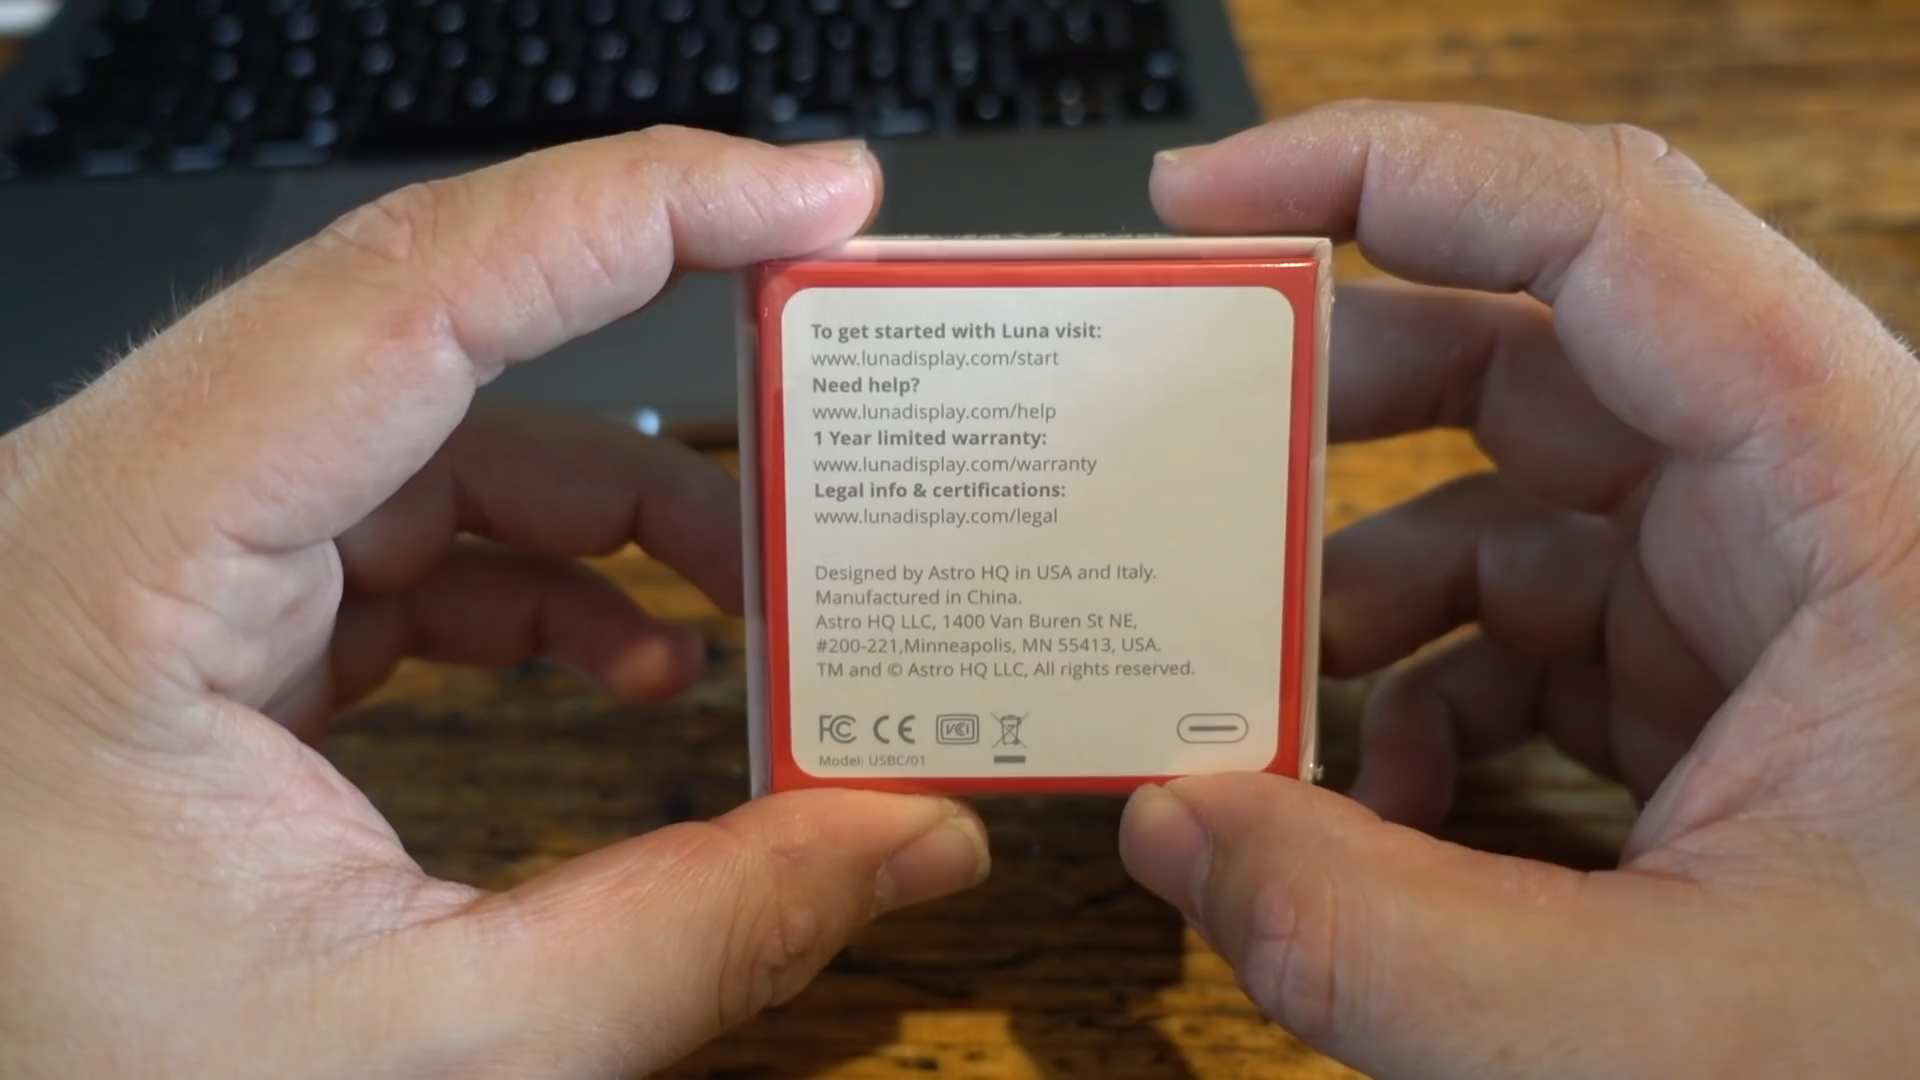 To get started with Luna visit:
www.lunadisplay.com/start
Need help?
www.lunadisplay.com/help
1 Year limited warranty:
www.lunadisplay.com/warranty
Legal info & certifications:
www.lunadisplay.com/legal
Designed by Astro HQ in USA and Italy.
Manufactured in China.
Astro HQ LLC, 1400 Van Buren St NE,
#200-221,Minneapolis, MN 55413, USA.
TM and © Astro HQ LLC, All rights reserved.
FC CE VCI
Model: USBC/01